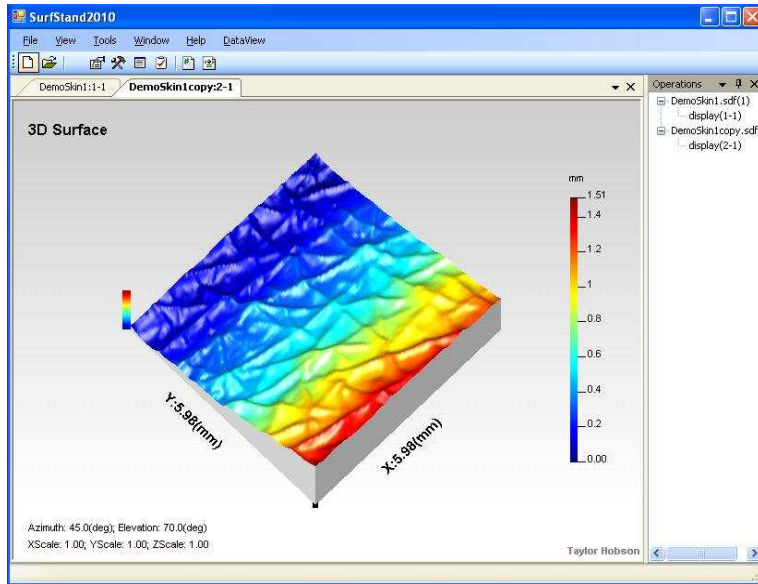 SurfStand2010
File View Tools Window Help DataView
DemoSkin1:1-1 DemoSkin1copy:2-1
3D Surface
mm
1.51
1.4
1.2
1
0.8
0.6
0.4
0.2
0.00
Y:5.98(mm)
X:5.98(mm)
Azimuth: 45.0(deg); Elevation: 70.0(deg)
XScale: 1.00; YScale: 1.00; ZScale: 1.00
Taylor Hobson
Operations
DemoSkin1.sdf(1)
display(1-1)
DemoSkin1copy.sdf
display(2-1)